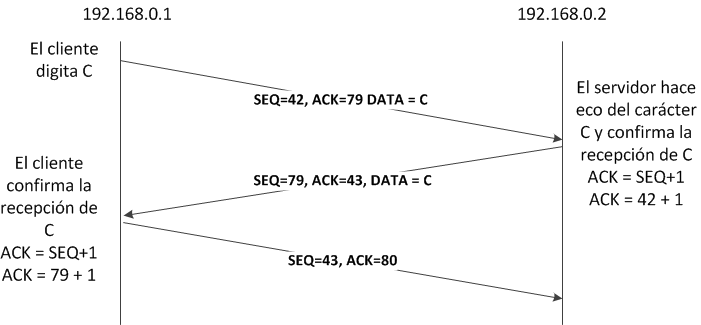 192.168.0.1
192.168.0.2
El cliente
digita C
SEQ=42, ACK=79 DATA = C
El servidor hace
eco del carácter
C y confirma la
recepción de C
ACK = SEQ+1
ACK = 42 + 1
El cliente
confirma la
recepción de
C
ACK = SEQ+1
ACK = 79 + 1
SEQ=79, ACK=43, DATA = C
SEQ=43, ACK=80